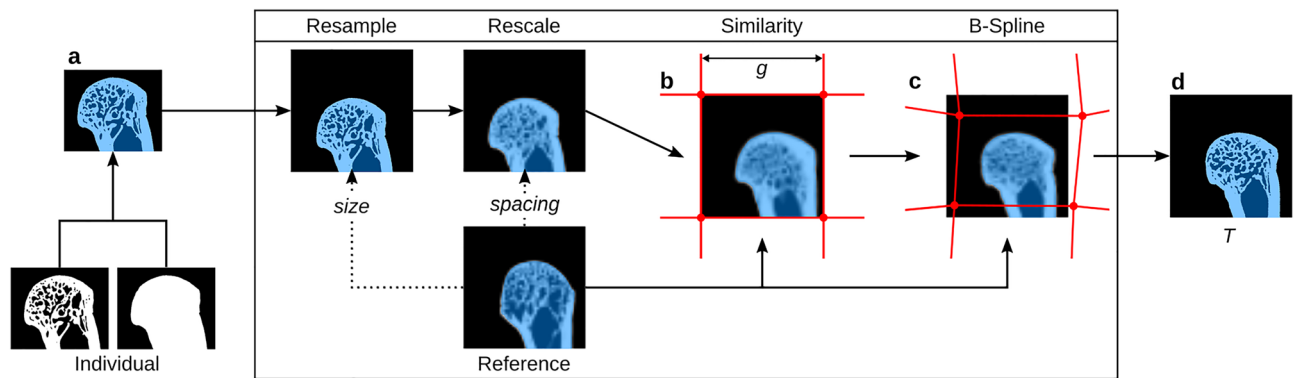 Resample
Rescale
Similarity
B-Spline
a
b
g
c
d
size
spacing
T
Individual
Reference